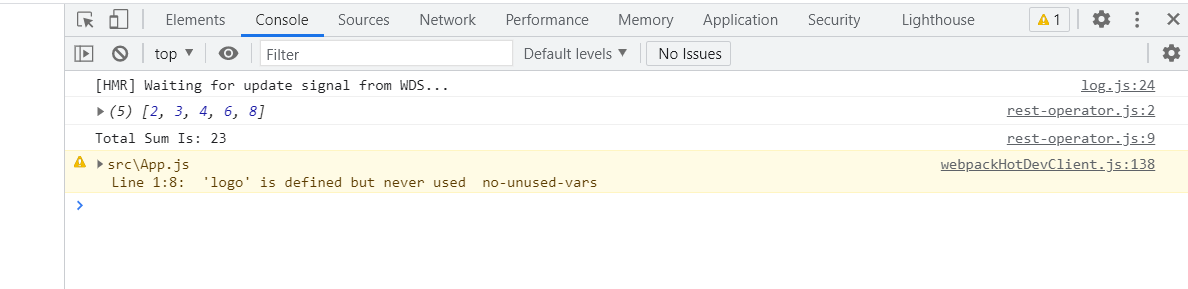 Elements Console Sources Network Performance Memory Application Security Lighthouse 1
top Filter Default levels No Issues
[HMR] Waiting for update signal from WDS... log.js:24
(5) [2, 3, 4, 6, 8] rest-operator.js:2
Total Sum Is: 23 rest-operator.js:9
src\App.js webpackHotDevClient.js:138
Line 1:8: 'logo' is defined but never used no-unused-vars